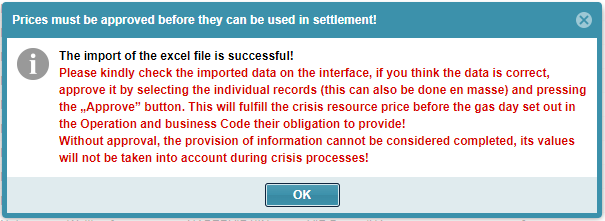 Prices must be approved before they can be used in settlement!
The import of the excel file is successful!
Please kindly check the imported data on the interface, if you think the data is correct,
approve it by selecting the individual records (this can also be done en masse) and pressing
the „Approve” button. This will fulfill the crisis resource price before the gas day set out in
the Operation and business Code their obligation to provide!
Without approval, the provision of information cannot be considered completed, its values
will not be taken into account during crisis processes!
OK